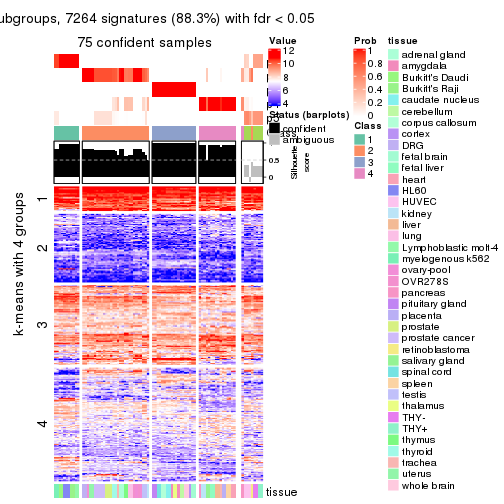 ubgroups, 7264 signatures (88.3%) with fdr < 0.05
75 confident samples
k-means with 4 groups
1
2
3
4
Class
tissue
Silhouette
score
0.5
0
Value
12
10
8
6
4
Status (barplots)
confident
ambiguous
Prob
1
0.8
0.6
0.4
0.2
0
Class
1
2
3
4
tissue
adrenal gland
amygdala
Burkitt's Daudi
Burkitt's Raji
caudate nucleus
cerebellum
corpus callosum
cortex
DRG
fetal brain
fetal liver
heart
HL60
HUVEC
kidney
liver
lung
Lymphoblastic molt-4
myelogenous k562
ovary-pool
OVR278S
pancreas
pituitary gland
placenta
prostate
prostate cancer
retinoblastoma
salivary gland
spinal cord
spleen
testis
thalamus
THY-
THY+
thymus
thyroid
trachea
uterus
whole brain